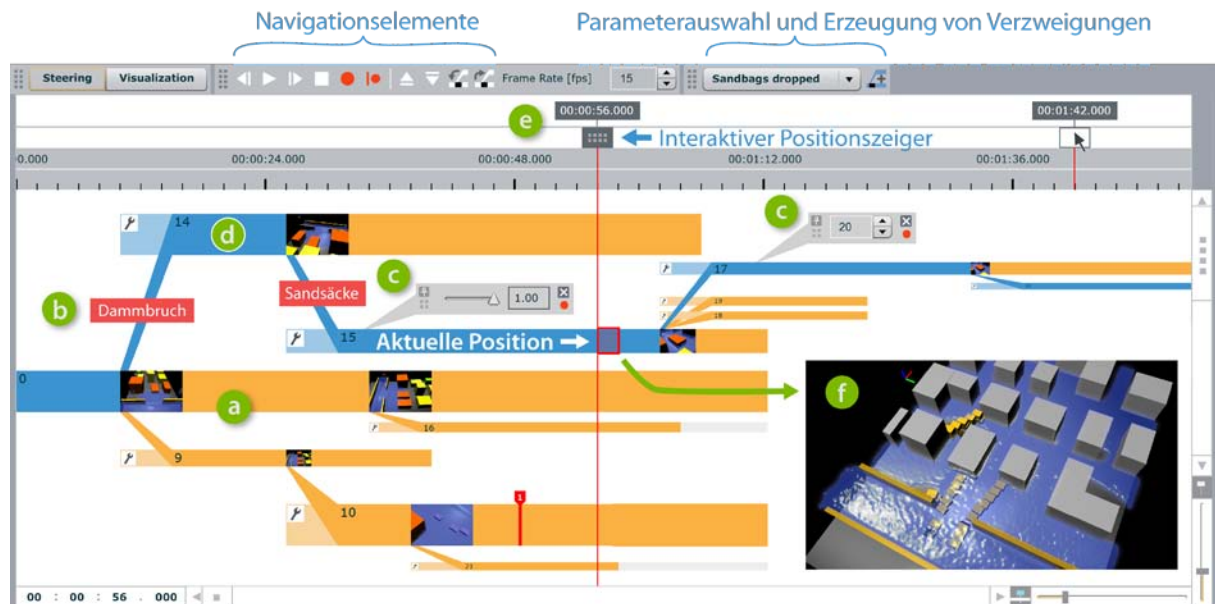 Navigationselemente
Parameterauswahl und Erzeugung von Verzweigungen
Steering Visualization Frame Rate [fps] 15 Sandbags dropped
e 00:00:56.000 00:01:42.000
Interaktiver Positionszeiger
0.000 00:00:24.000 00:00:48.000 00:01:12.000 00:01:36.000
14 d c 20
17
b Dammbruch Sandsäcke c 1.00
19
18
15 Aktuelle Position
0 a f
16
9
1
10
21
00 : 00 : 56 . 000